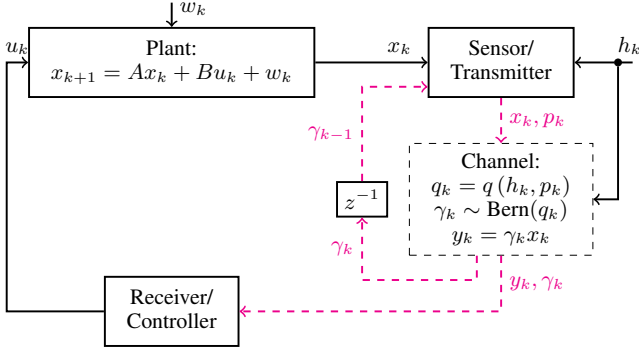 w_k
u_k
Plant:
x_{k+1} = Ax_k + Bu_k + w_k
x_k
Sensor/
Transmitter
h_k
x_k, p_k
γ_{k−1}
Channel:
q_k = q (h_k, p_k)
γ_k ∼ Bern(q_k)
y_k = γ_k x_k
z^{−1}
γ_k
y_k, γ_k
Receiver/
Controller